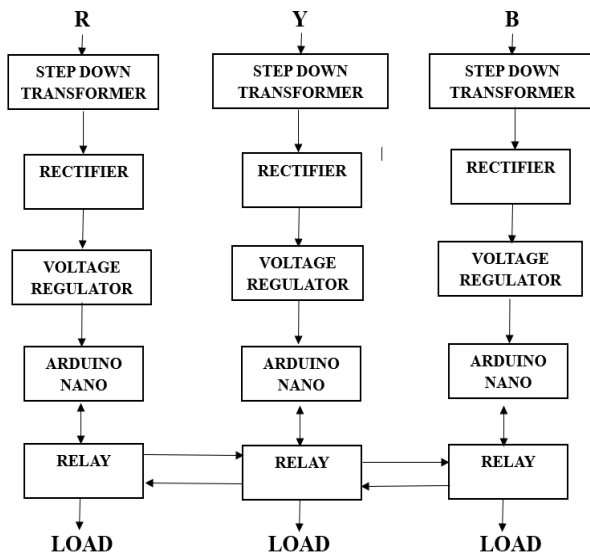 R
Y
B
STEP DOWN
TRANSFORMER
STEP DOWN
TRANSFORMER
STEP DOWN
TRANSFORMER
RECTIFIER
RECTIFIER
RECTIFIER
VOLTAGE
REGULATOR
VOLTAGE
REGULATOR
VOLTAGE
REGULATOR
ARDUINO
NANO
ARDUINO
NANO
ARDUINO
NANO
RELAY
RELAY
RELAY
LOAD
LOAD
LOAD